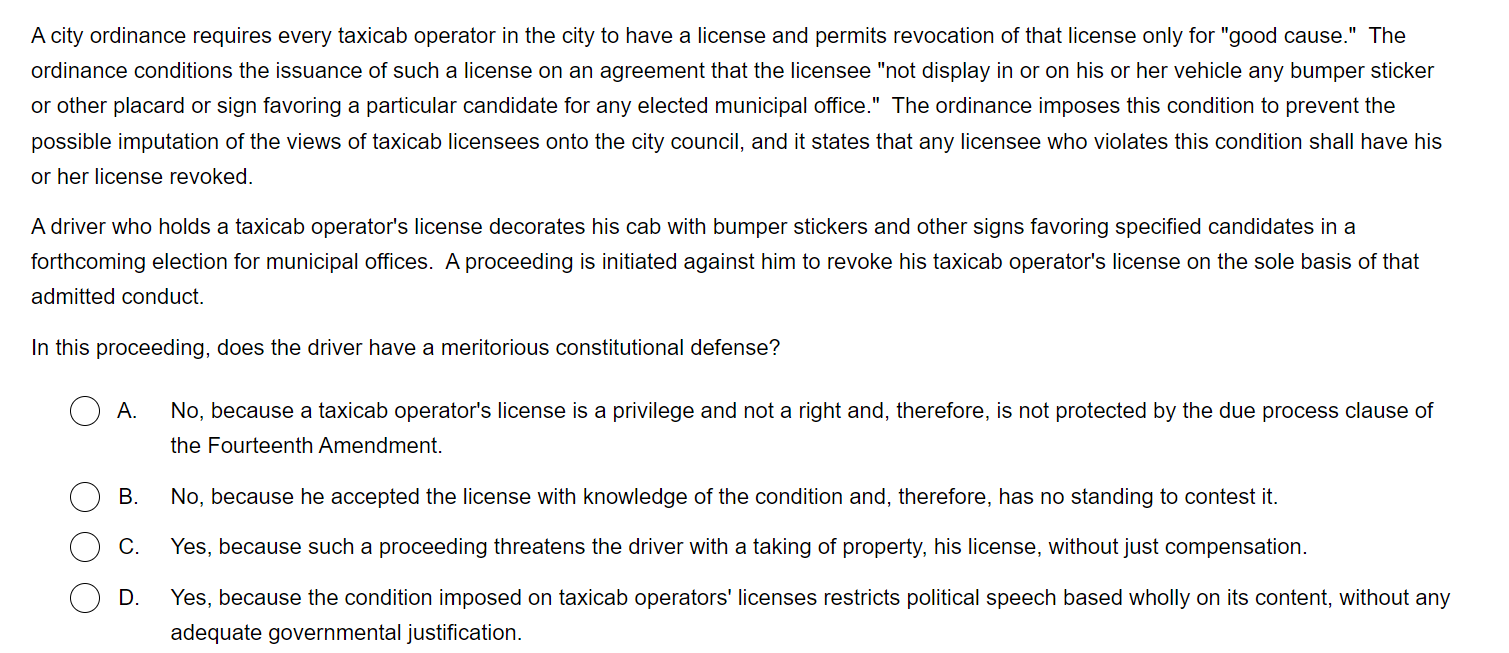 A city ordinance requires every taxicab operator in the city to have a license and permits revocation of that license only for "good cause."  The
ordinance conditions the issuance of such a license on an agreement that the licensee "not display in or on his or her vehicle any bumper sticker
or other placard or sign favoring a particular candidate for any elected municipal office."  The ordinance imposes this condition to prevent the
possible imputation of the views of taxicab licensees onto the city council, and it states that any licensee who violates this condition shall have his
or her license revoked.
A driver who holds a taxicab operator's license decorates his cab with bumper stickers and other signs favoring specified candidates in a
forthcoming election for municipal offices.  A proceeding is initiated against him to revoke his taxicab operator's license on the sole basis of that
admitted conduct.
In this proceeding, does the driver have a meritorious constitutional defense?
A. No, because a taxicab operator's license is a privilege and not a right and, therefore, is not protected by the due process clause of
the Fourteenth Amendment.
B. No, because he accepted the license with knowledge of the condition and, therefore, has no standing to contest it.
C. Yes, because such a proceeding threatens the driver with a taking of property, his license, without just compensation.
D. Yes, because the condition imposed on taxicab operators' licenses restricts political speech based wholly on its content, without any
adequate governmental justification.